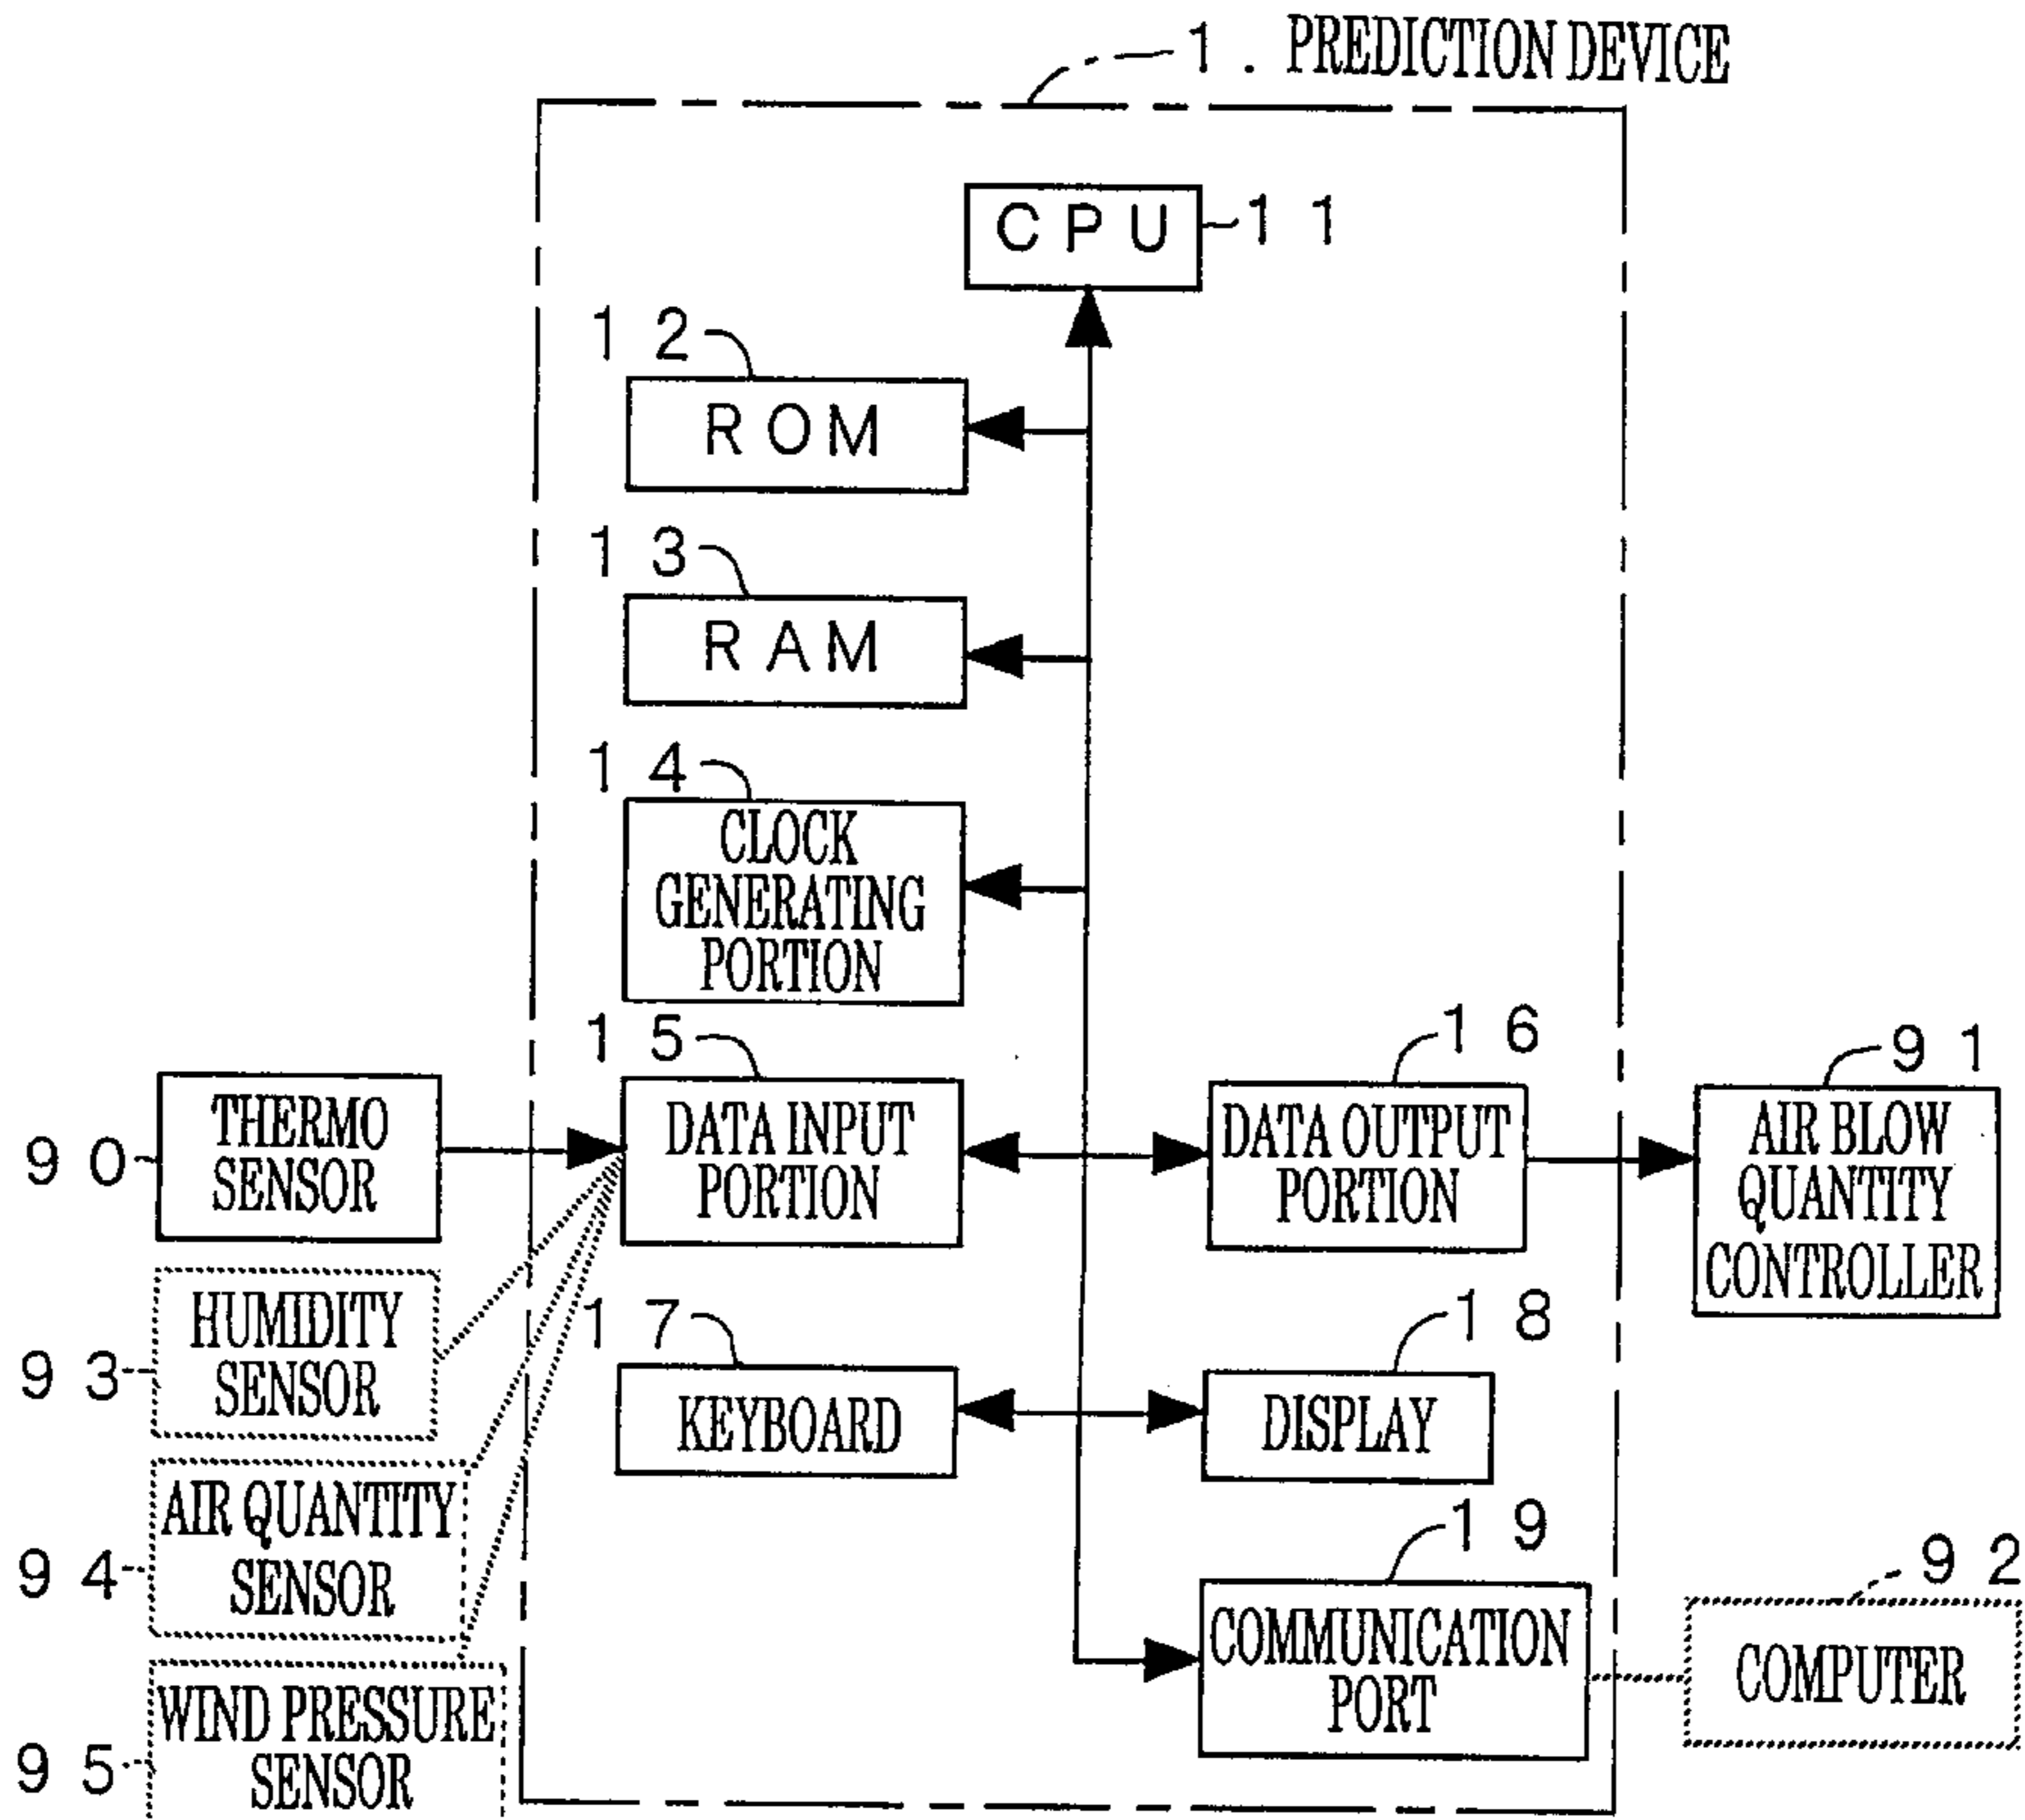 1. PREDICTION DEVICE
CPU
11
12
ROM
13
RAM
14
CLOCK
GENERATING
PORTION
15
DATA INPUT
PORTION
16
DATA OUTPUT
PORTION
90
THERMO
SENSOR
91
AIR BLOW
QUANTITY
CONTROLLER
93
HUMIDITY
SENSOR
17
KEYBOARD
18
DISPLAY
94
AIR QUANTITY
SENSOR
19
COMMUNICATION
PORT
92
COMPUTER
95
WIND PRESSURE
SENSOR